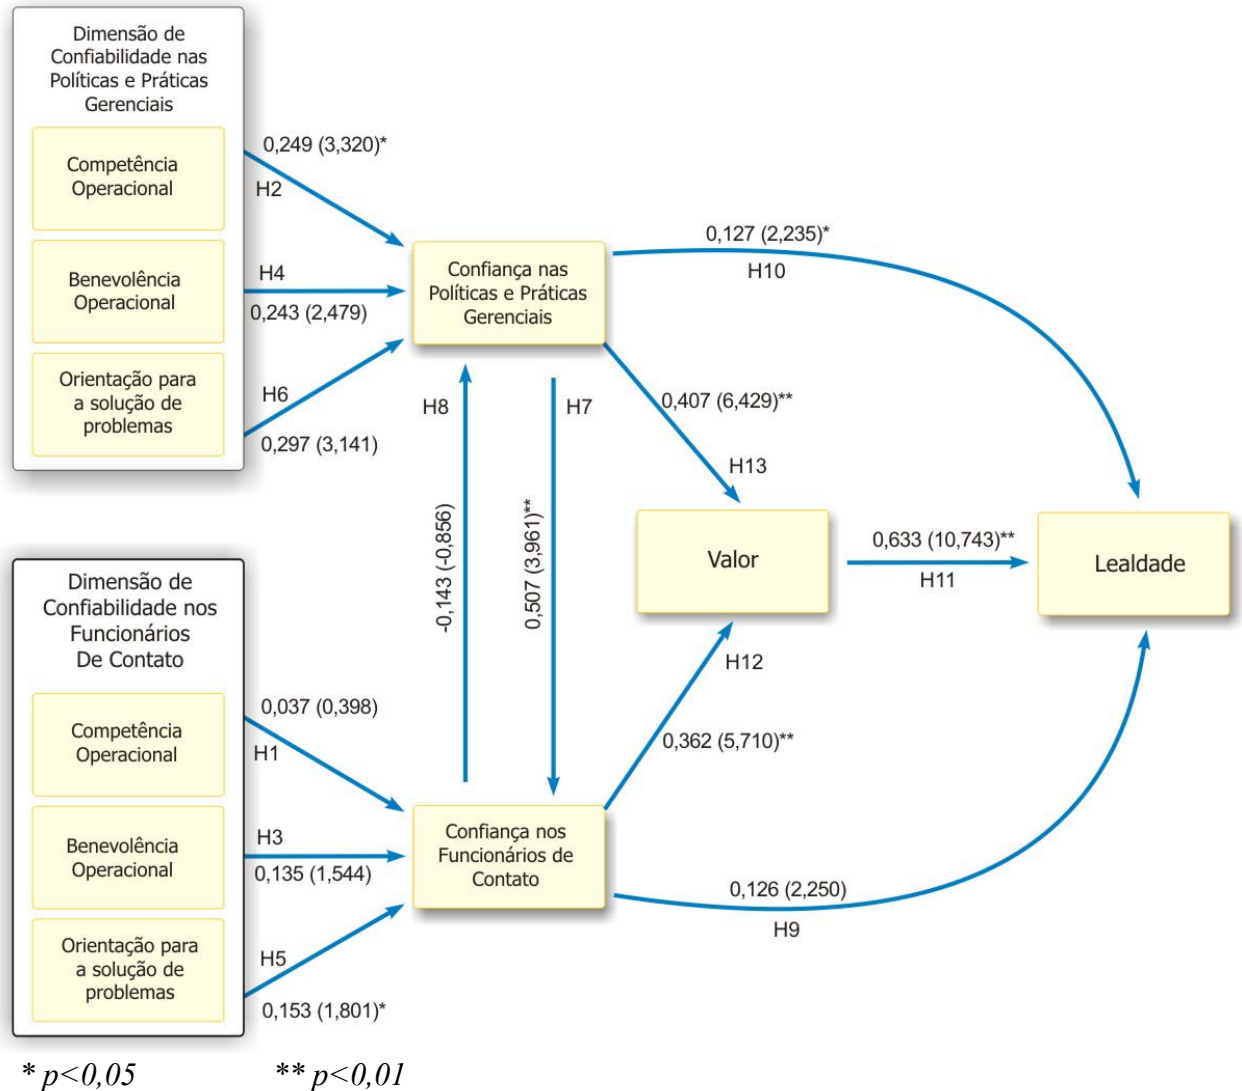 Dimensão de
Confiabilidade nas
Políticas e Práticas
Gerenciais
Competência
Operacional
0,249 (3,320)*
H2
Benevolência
Operacional
H4
0,243 (2,479)
Orientação para
a solução de
problemas
H6
0,297 (3,141)
Confiança nas
Políticas e Práticas
Gerenciais
0,127 (2,235)*
H10
H8
H7
0,407 (6,429)**
H13
-0,143 (-0,856)
0,507 (3,961)**
Valor
0,633 (10,743)**
H11
Lealdade
Dimensão de
Confiabilidade nos
Funcionários
De Contato
Competência
Operacional
0,037 (0,398)
H1
Benevolência
Operacional
H3
0,135 (1,544)
Orientação para
a solução de
problemas
H5
0,153 (1,801)*
Confiança nos
Funcionários de
Contato
H12
0,362 (5,710)**
0,126 (2,250)
H9
* p<0,05
** p<0,01